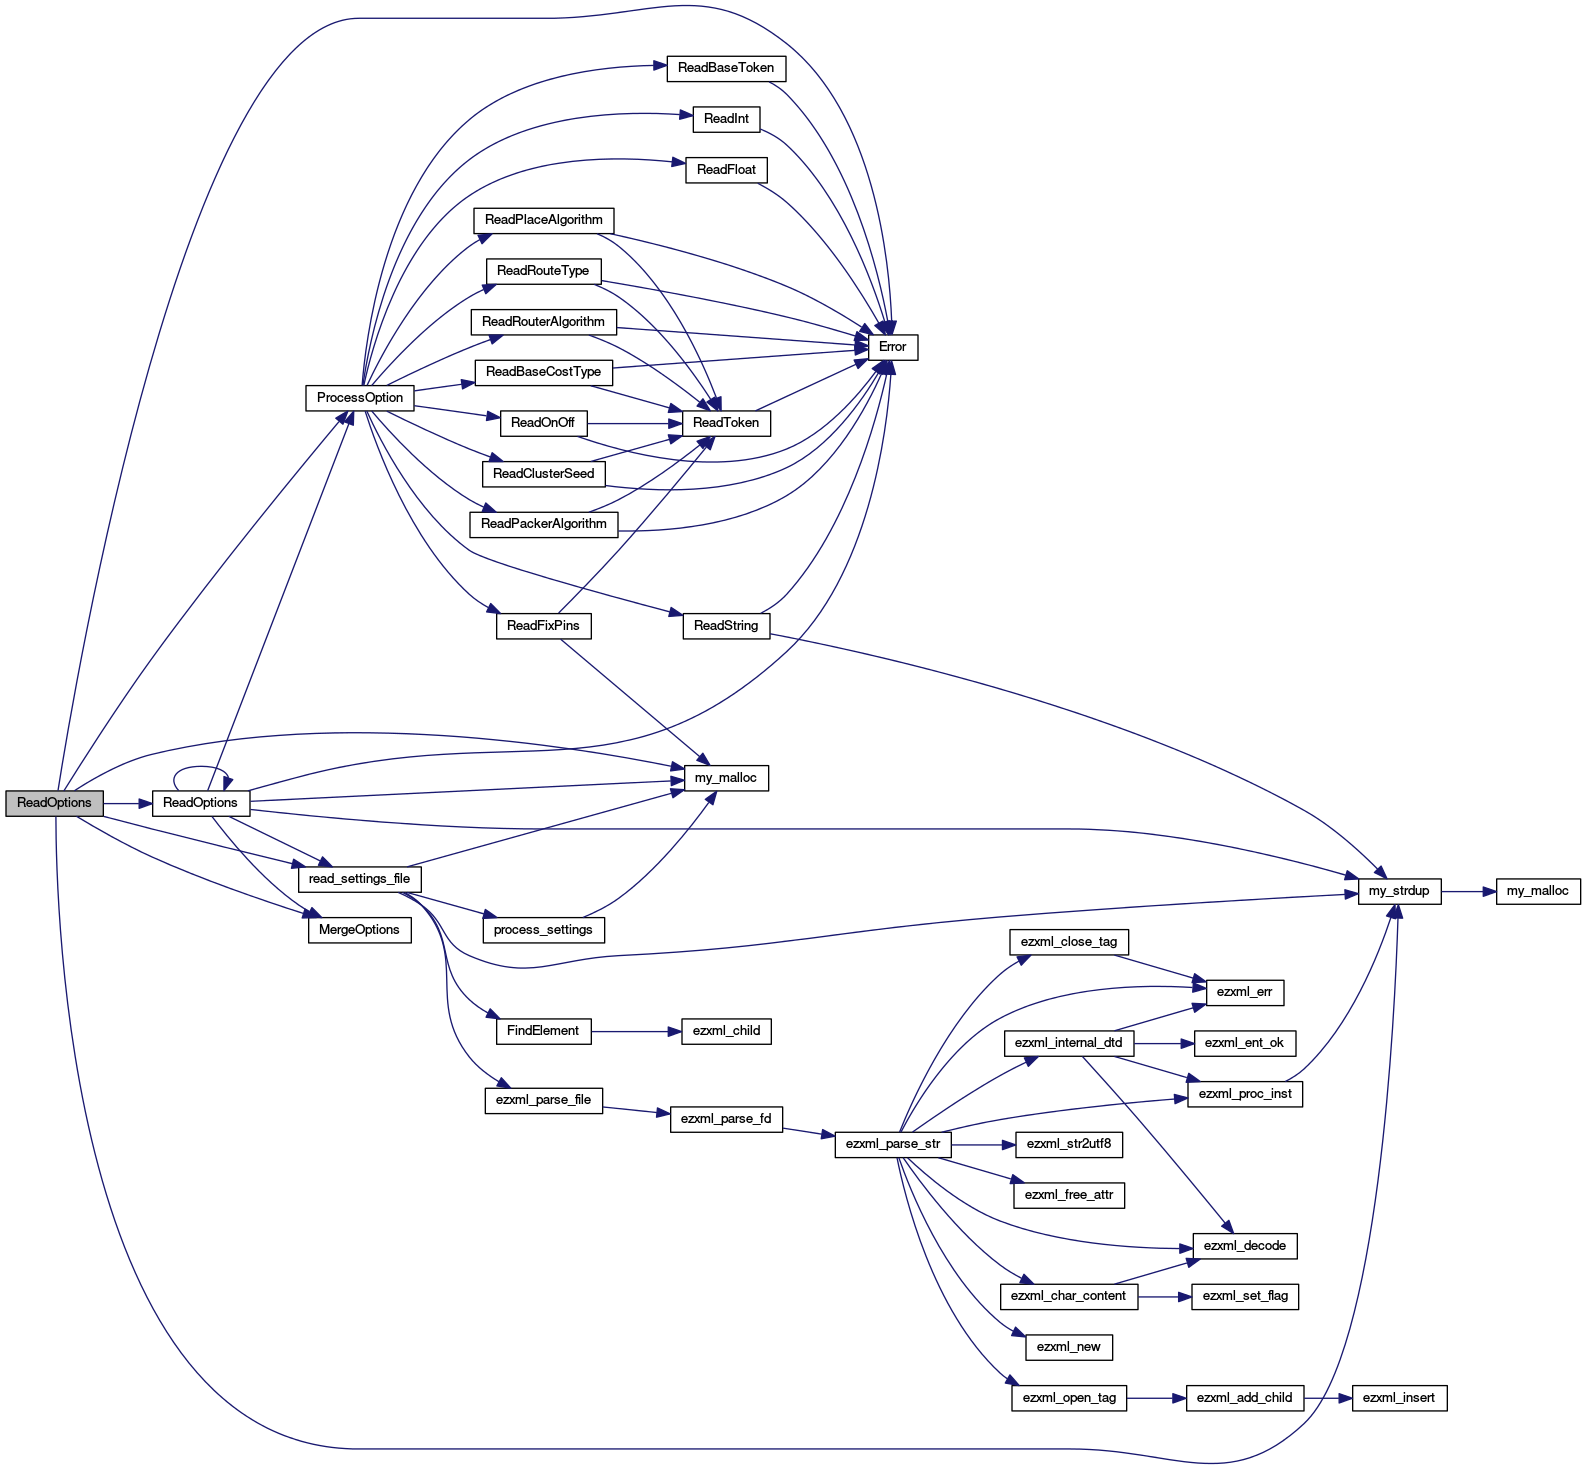 ReadBaseToken
ReadInt
ReadFloat
ReadPlaceAlgorithm
ReadRouteType
ReadRouterAlgorithm
Error
ReadBaseCostType
ProcessOption
ReadOnOff
ReadToken
ReadClusterSeed
ReadPackerAlgorithm
ReadFixPins
ReadString
my_malloc
ReadOptions
ReadOptions
read_settings_file
my_strdup
my_malloc
MergeOptions
process_settings
ezxml_close_tag
ezxml_err
FindElement
ezxml_child
ezxml_internal_dtd
ezxml_ent_ok
ezxml_parse_file
ezxml_proc_inst
ezxml_parse_fd
ezxml_parse_str
ezxml_str2utf8
ezxml_free_attr
ezxml_decode
ezxml_char_content
ezxml_set_flag
ezxml_new
ezxml_open_tag
ezxml_add_child
ezxml_insert